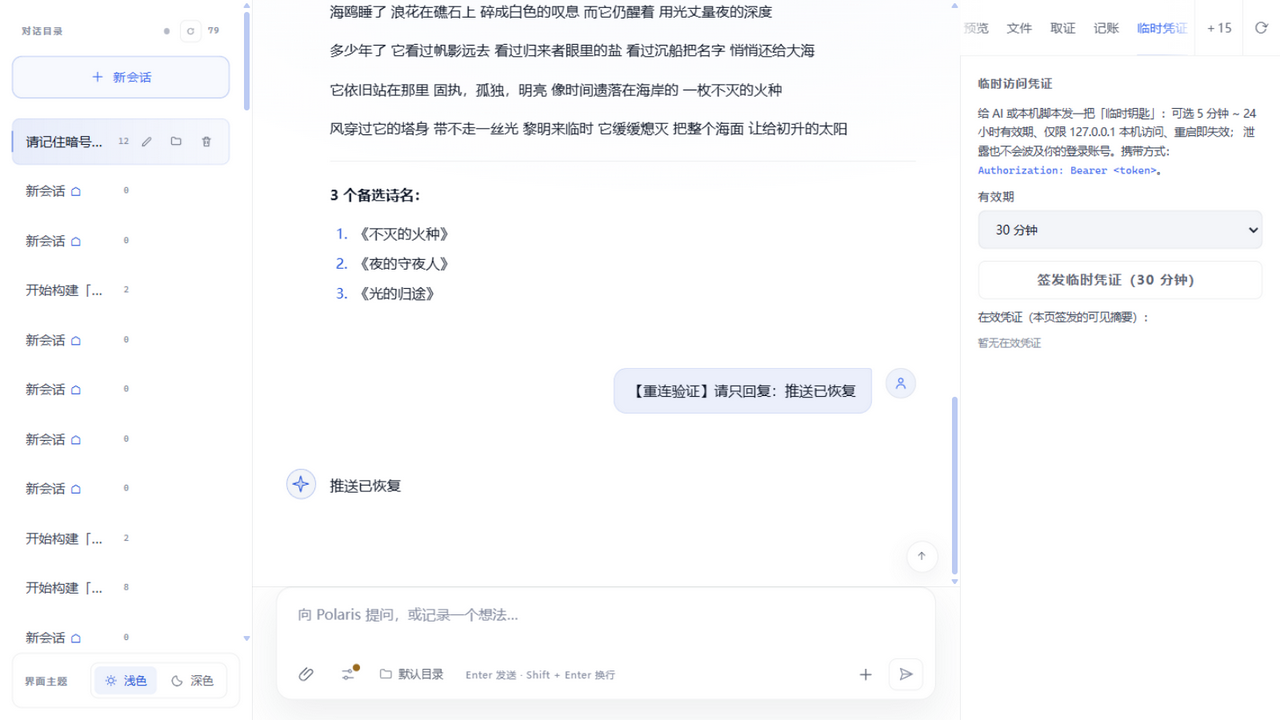 对话目录
79
新会话
请记住暗号... 12
新会话 0
新会话 0
开始构建「... 2
新会话 0
新会话 0
新会话 0
新会话 0
开始构建「... 2
开始构建「... 8
新会话 0
界面主题
浅色
深色
海鸥睡了 浪花在礁石上 碎成白色的叹息 而它仍醒着 用光丈量夜的深度
多少年了 它看过帆影远去 看过归来者眼里的盐 看过沉船把名字 悄悄还给大海
它依旧站在那里 固执，孤独，明亮 像时间遗落在海岸的 一枚不灭的火种
风穿过它的塔身 带不走一丝光 黎明来临时 它缓缓熄灭 把整个海面 让给初升的太阳
3 个备选诗名：
1. 《不灭的火种》
2. 《夜的守夜人》
3. 《光的归途》
【重连验证】请只回复：推送已恢复
推送已恢复
向 Polaris 提问，或记录一个想法...
默认目录
Enter 发送 · Shift + Enter 换行
预览 文件 取证 记账 临时凭证 +15
临时访问凭证
给 AI 或本机脚本发一把「临时钥匙」：可选 5 分钟 ~ 24
小时有效期、仅限 127.0.0.1 本机访问、重启即失效； 泄
露也不会波及你的登录账号。携带方式：
Authorization: Bearer <token>。
有效期
30 分钟
签发临时凭证（30 分钟）
在效凭证（本页签发的可见摘要）：
暂无在效凭证